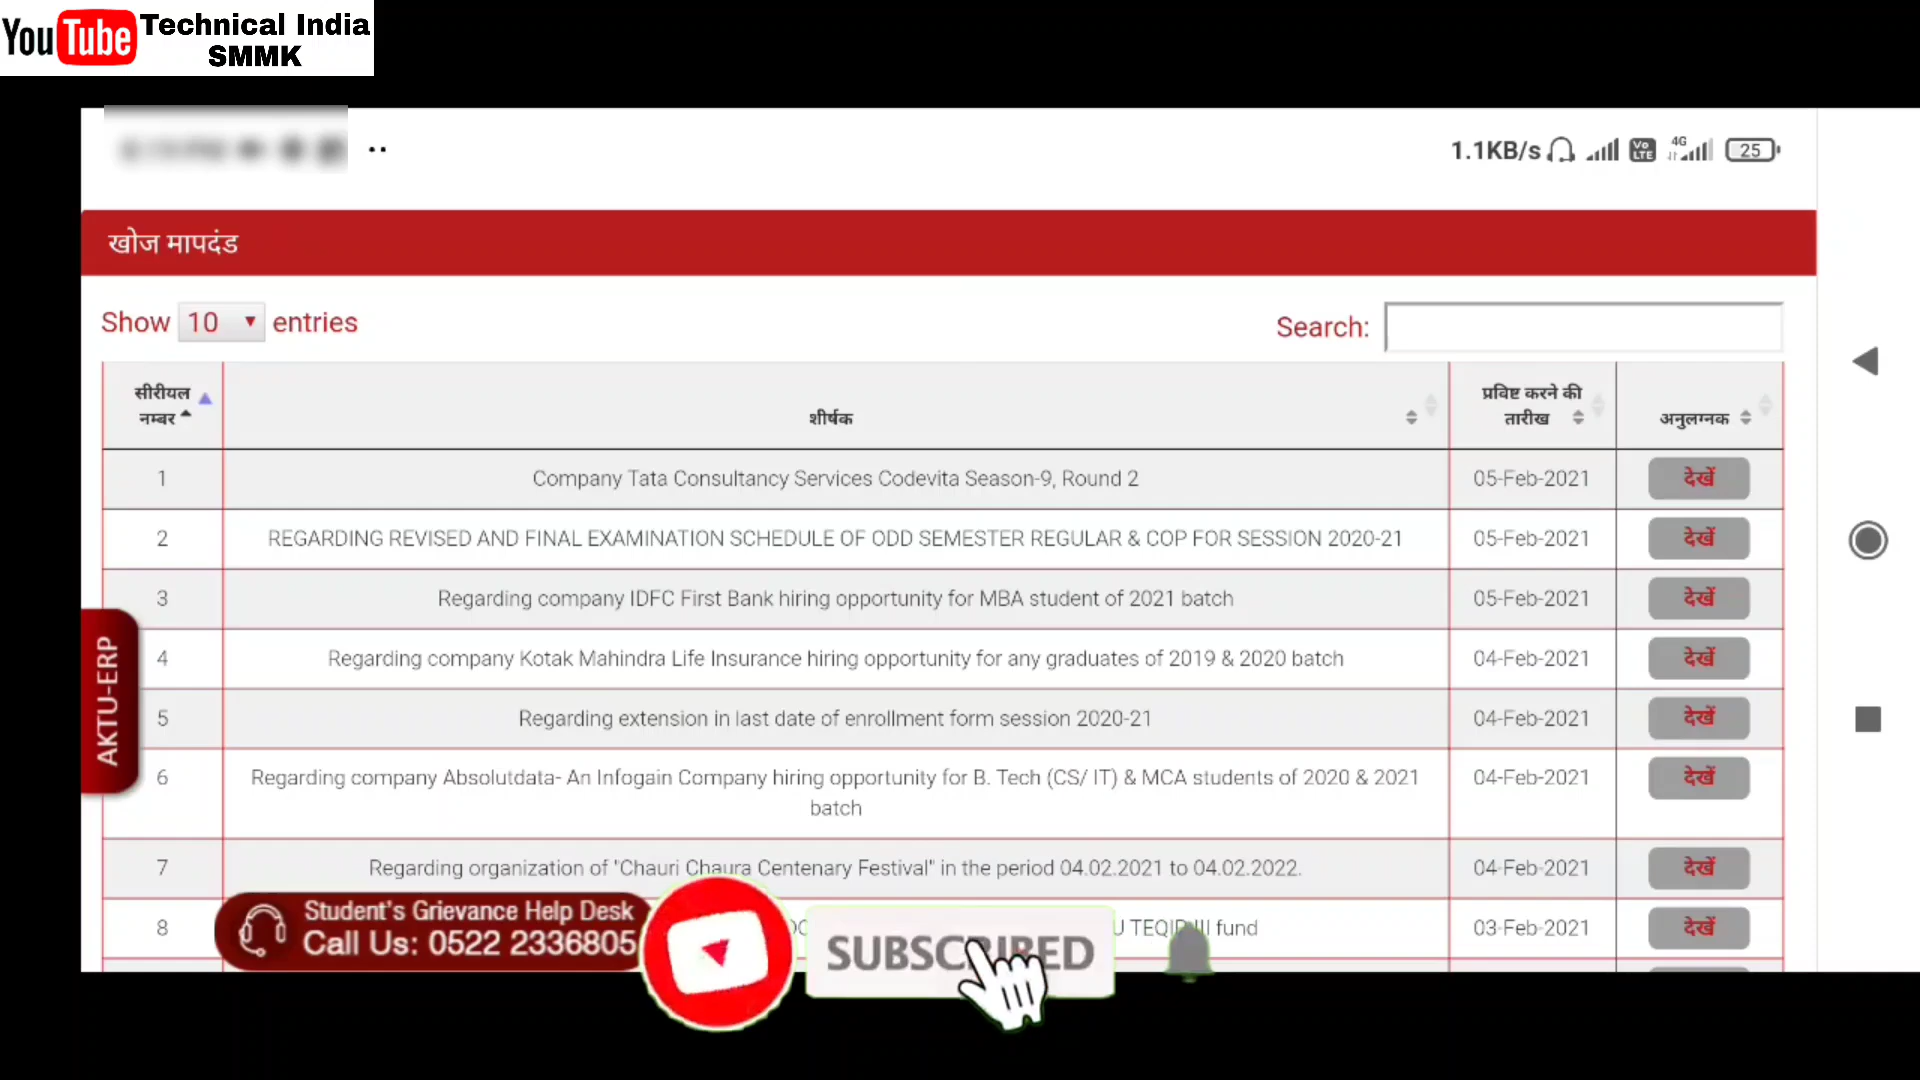 YouTube Technical India
SMMK
1.1KB/s Vo LTE 4G 25
खोज मापदंड
Show 10 entries
Search:
सीरीयल नम्बर
शीर्षक
प्रविष्ट करने की तारीख
अनुलग्नक
1 Company Tata Consultancy Services Codevita Season-9, Round 2 05-Feb-2021 देखें
2 REGARDING REVISED AND FINAL EXAMINATION SCHEDULE OF ODD SEMESTER REGULAR & COP FOR SESSION 2020-21 05-Feb-2021 देखें
3 Regarding company IDFC First Bank hiring opportunity for MBA student of 2021 batch 05-Feb-2021 देखें
4 Regarding company Kotak Mahindra Life Insurance hiring opportunity for any graduates of 2019 & 2020 batch 04-Feb-2021 देखें
5 Regarding extension in last date of enrollment form session 2020-21 04-Feb-2021 देखें
6 Regarding company Absolutdata- An Infogain Company hiring opportunity for B. Tech (CS/ IT) & MCA students of 2020 & 2021 04-Feb-2021 देखें
batch
7 Regarding organization of "Chauri Chaura Centenary Festival" in the period 04.02.2021 to 04.02.2022. 04-Feb-2021 देखें
8 TEQIP III fund 03-Feb-2021 देखें
AKTU-ERP
Student's Grievance Help Desk
Call Us: 0522 2336805
SUBSCRIBED